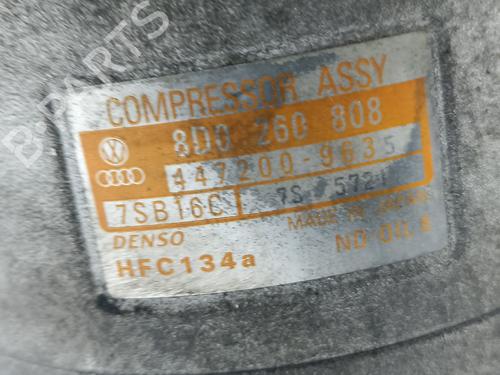 B-PARTS
COMPRESSOR ASSY
8D0 260 808
447200-9635
7SB16C 7S 5721
DENSO MADE IN JAPAN
HFC134a ND-OIL 8